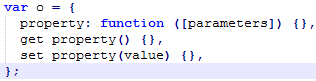 var o = {
  property: function ([parameters]) {},
  get property() {},
  set property(value) {},
};